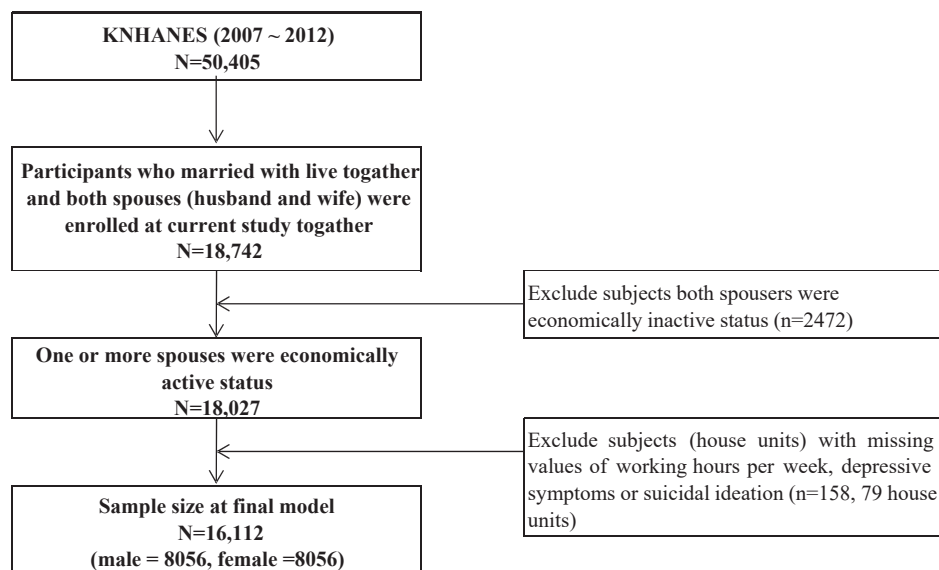 KNHANES (2007 ~ 2012)
N=50,405
Participants who married with live togather
and both spouses (husband and wife) were
enrolled at current study togather
N=18,742
Exclude subjects both spousers were
economically inactive status (n=2472)
One or more spouses were economically
active status
N=18,027
Exclude subjects (house units) with missing
values of working hours per week, depressive
symptoms or suicidal ideation (n=158, 79 house
units)
Sample size at final model
N=16,112
(male = 8056, female =8056)